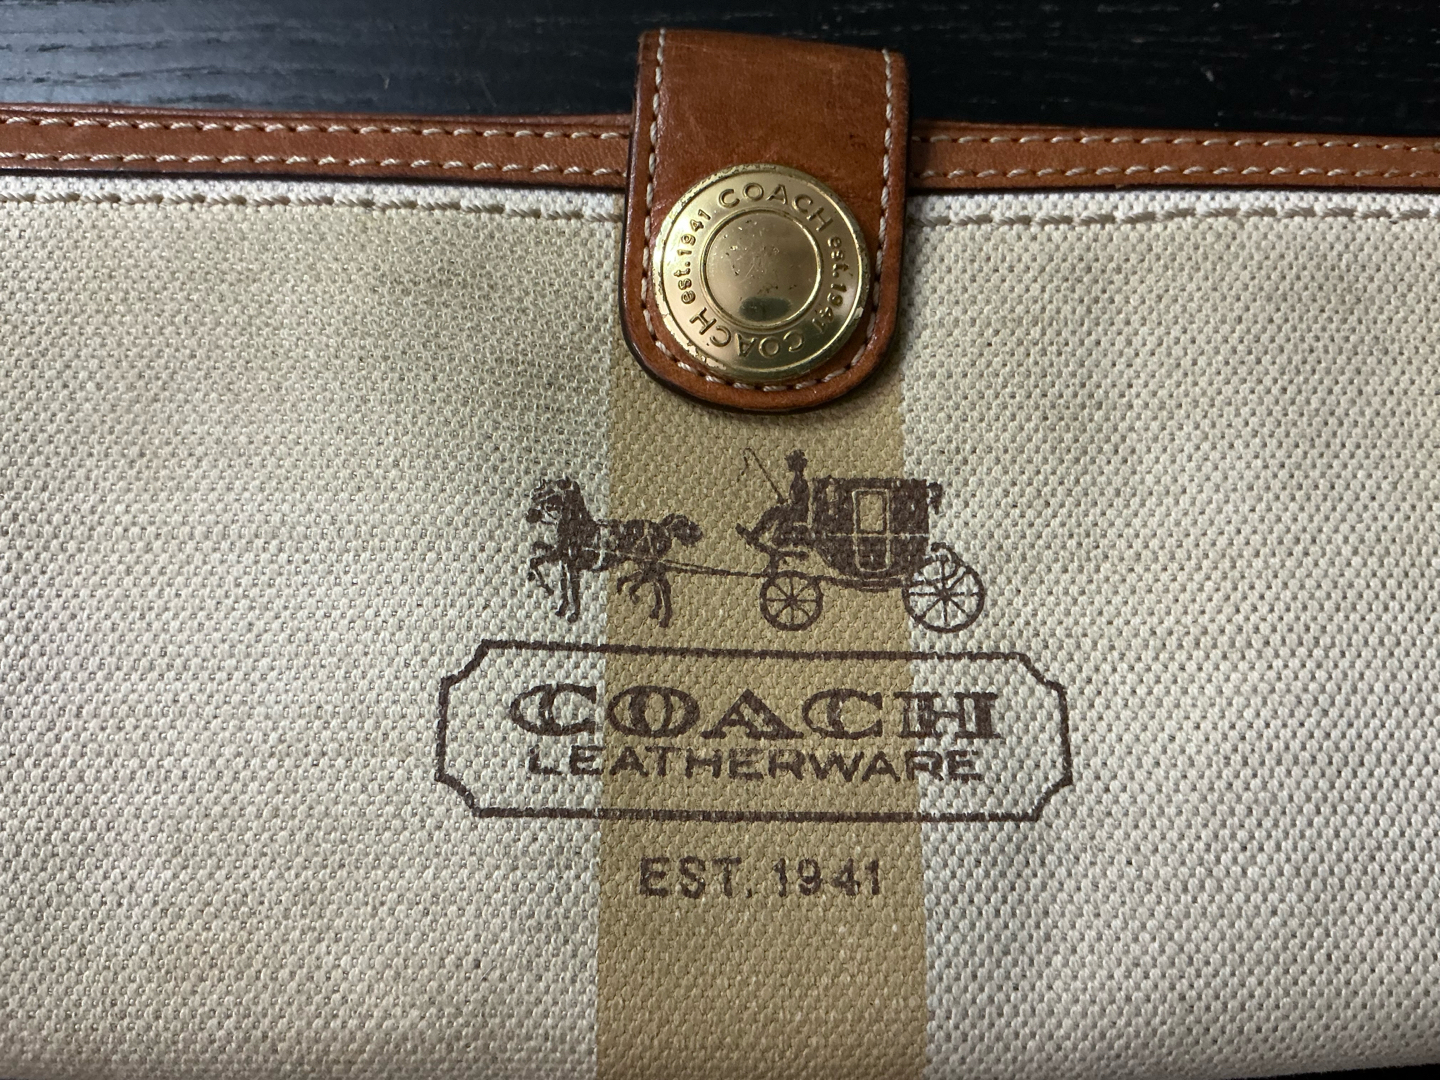 COACH est. 1941 COACH est. 1941
COACH
LEATHERWARE
EST. 1941